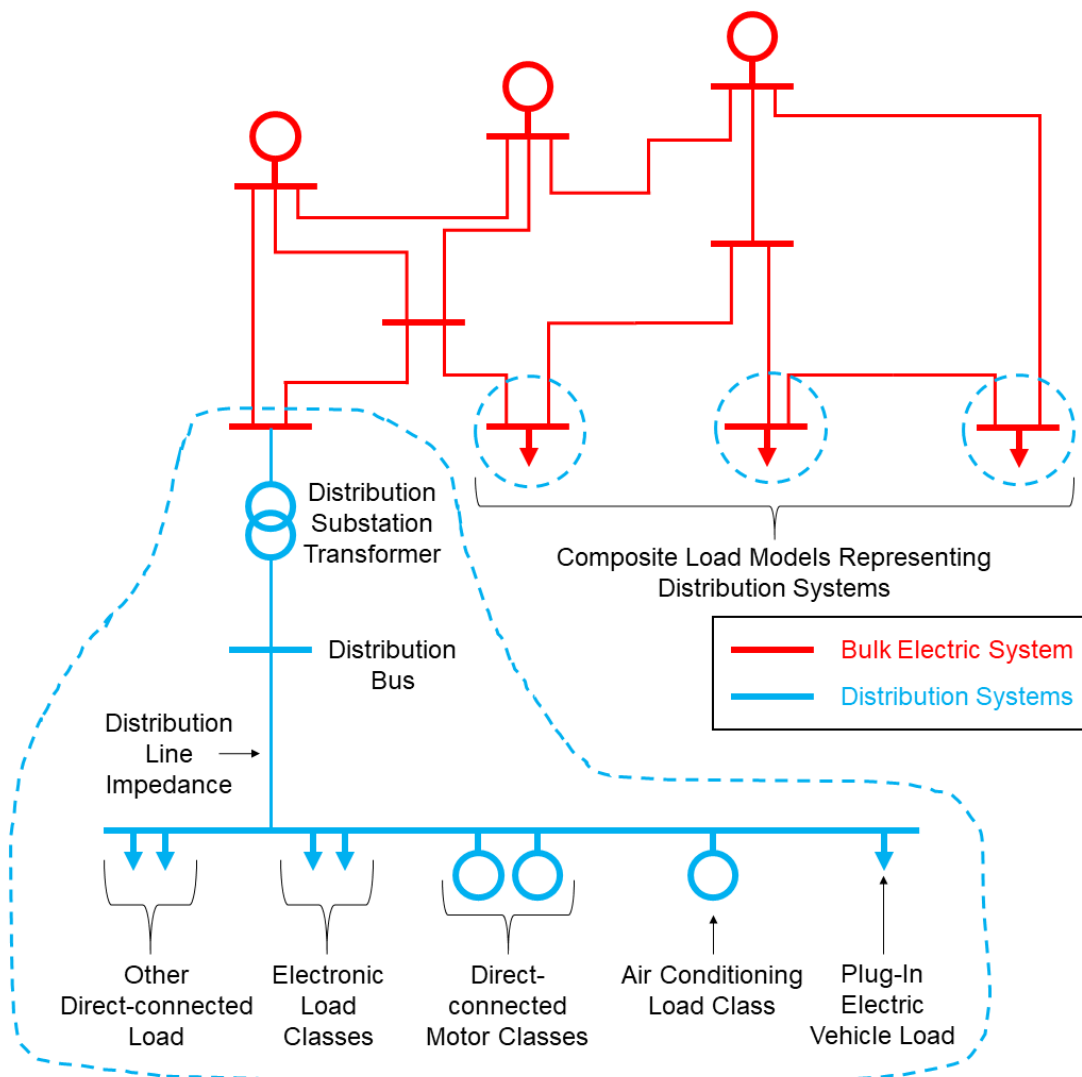 Distribution
Substation
Transformer
Composite Load Models Representing
Distribution Systems
Bulk Electric System
Distribution Systems
Distribution
Bus
Distribution
Line
Impedance
Other
Direct-connected
Load
Electronic
Load
Classes
Direct-
connected
Motor Classes
Air Conditioning
Load Class
Plug-In
Electric
Vehicle Load